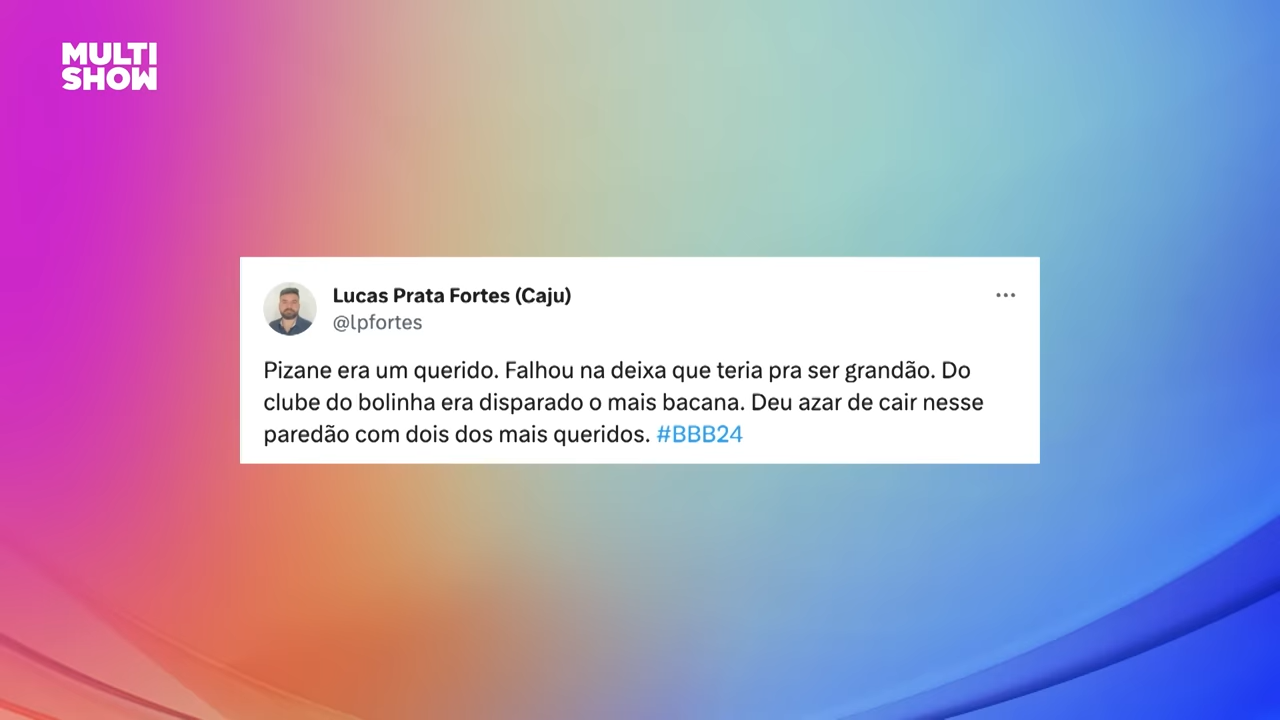 MULTI
SHOW
Lucas Prata Fortes (Caju)
@lpfortes
Pizane era um querido. Falhou na deixa que teria pra ser grandão. Do
clube do bolinha era disparado o mais bacana. Deu azar de cair nesse
paredão com dois dos mais queridos. #BBB24